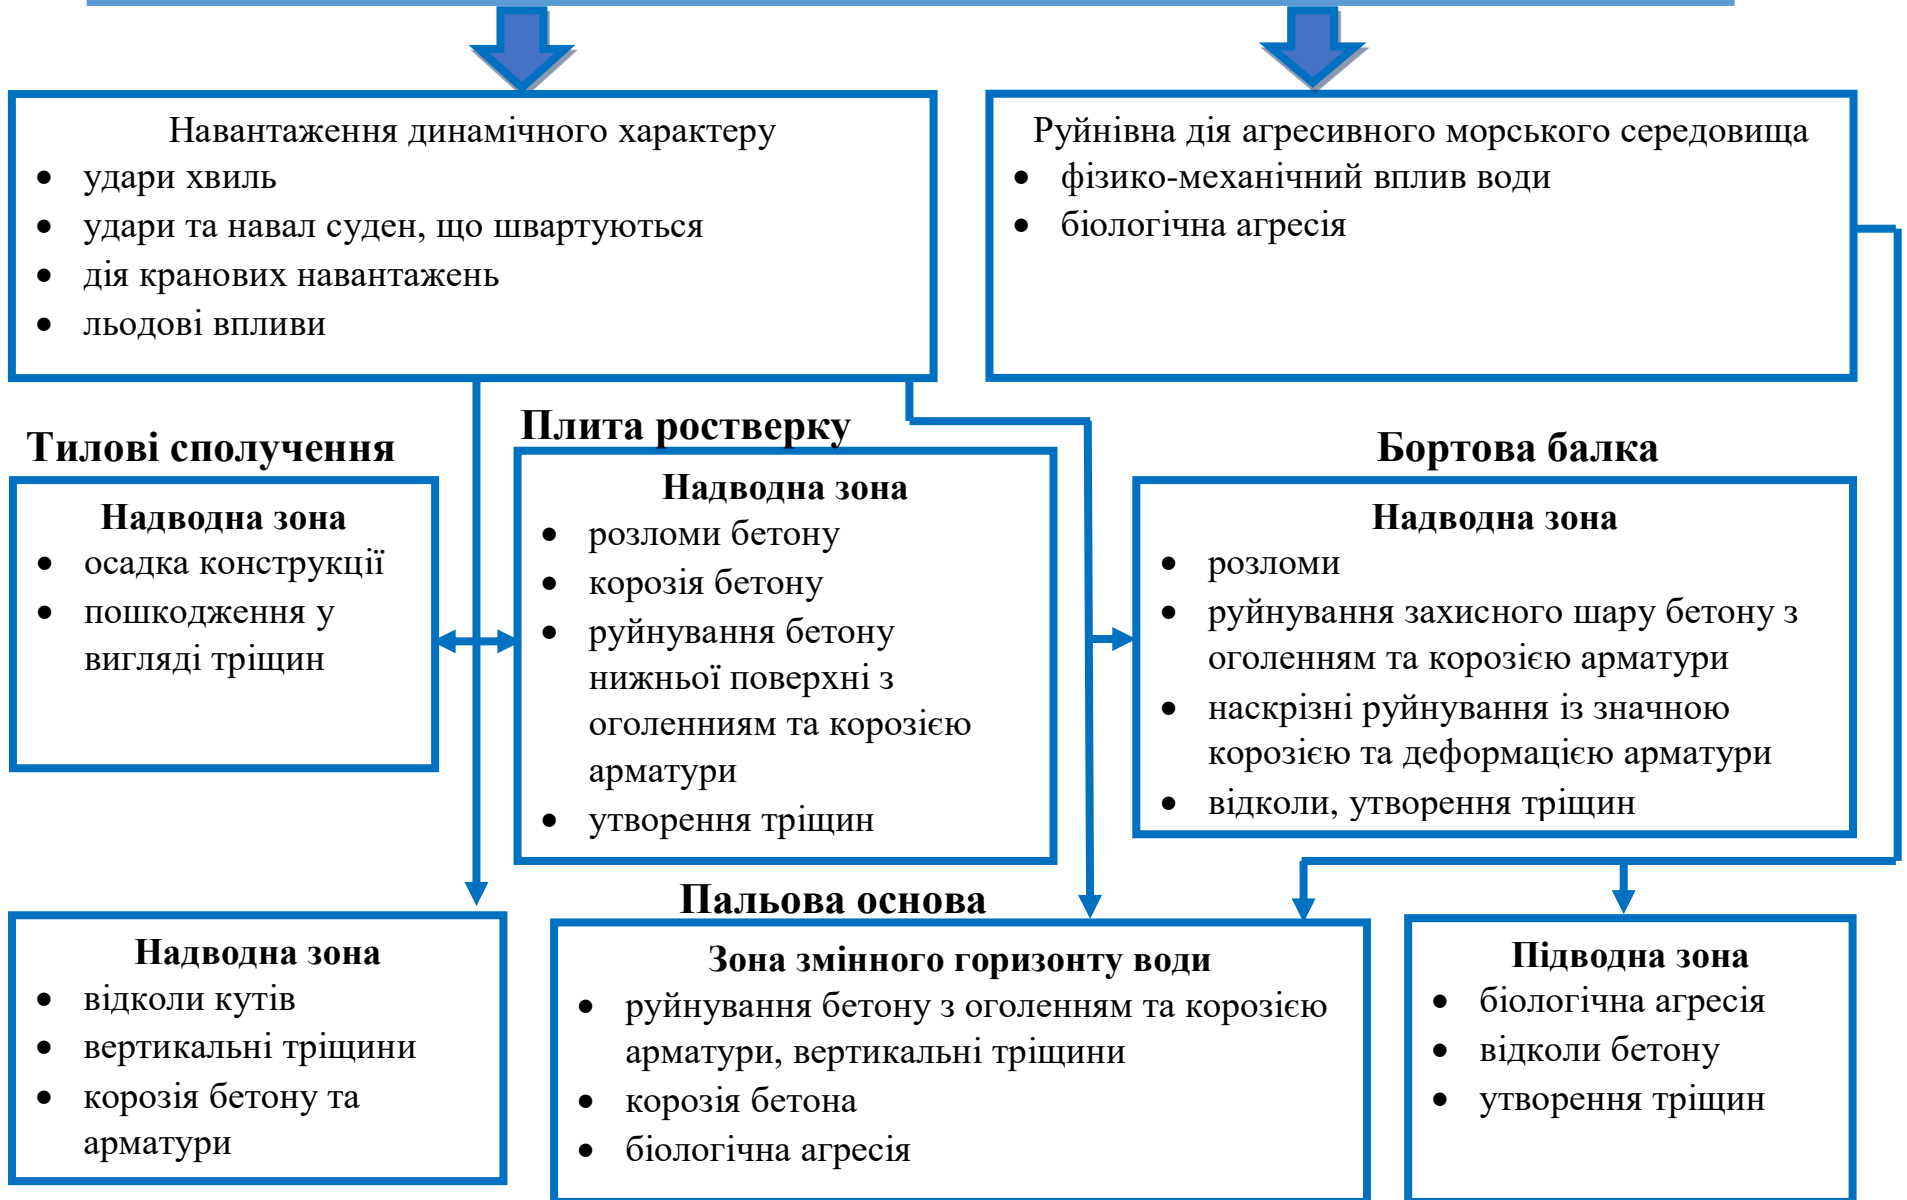 Навантаження динамічного характеру
• удари хвиль
• удари та навал суден, що швартуються
• дія кранових навантажень
• льодові впливи
Руйнівна дія агресивного морського середовища
• фізико-механічний вплив води
• біологічна агресія
Тилові сполучення
Надводна зона
• осадка конструкції
• пошкодження у
вигляді тріщин
Плита ростверку
Надводна зона
• розломи бетону
• корозія бетону
• руйнування бетону
нижньої поверхні з
оголенниям та корозією
арматури
• утворення тріщин
Бортова балка
Надводна зона
• розломи
• руйнування захисного шару бетону з
оголенням та корозією арматури
• наскрізні руйнування із значною
корозією та деформацією арматури
• відколи, утворення тріщин
Пальова основа
Надводна зона
• відколи кутів
• вертикальні тріщини
• корозія бетону та
арматури
Зона змінного горизонту води
• руйнування бетону з оголенням та корозією
арматури, вертикальні тріщини
• корозія бетона
• біологічна агресія
Підводна зона
• біологічна агресія
• відколи бетону
• утворення тріщин